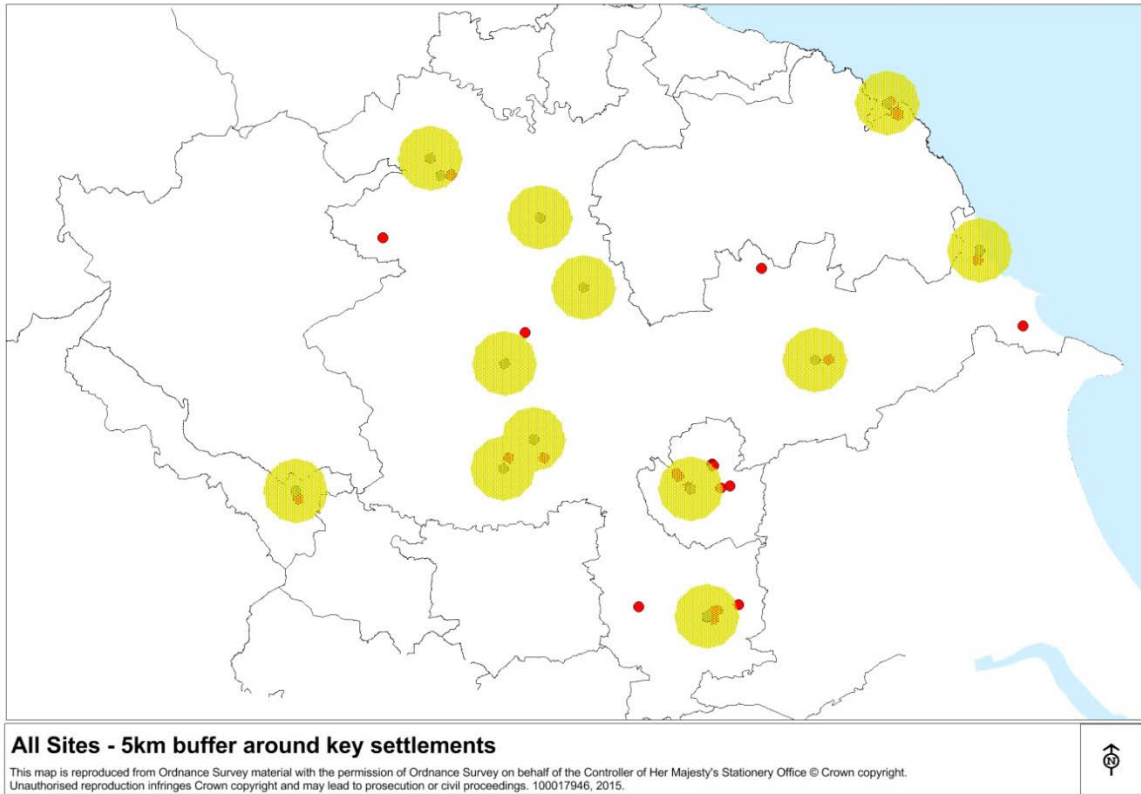 All Sites - 5km buffer around key settlements
This map is reproduced from Ordnance Survey material with the permission of Ordnance Survey on behalf of the Controller of Her Majesty's Stationery Office © Crown copyright.
Unauthorised reproduction infringes Crown copyright and may lead to prosecution or civil proceedings. 100017946, 2015.
N